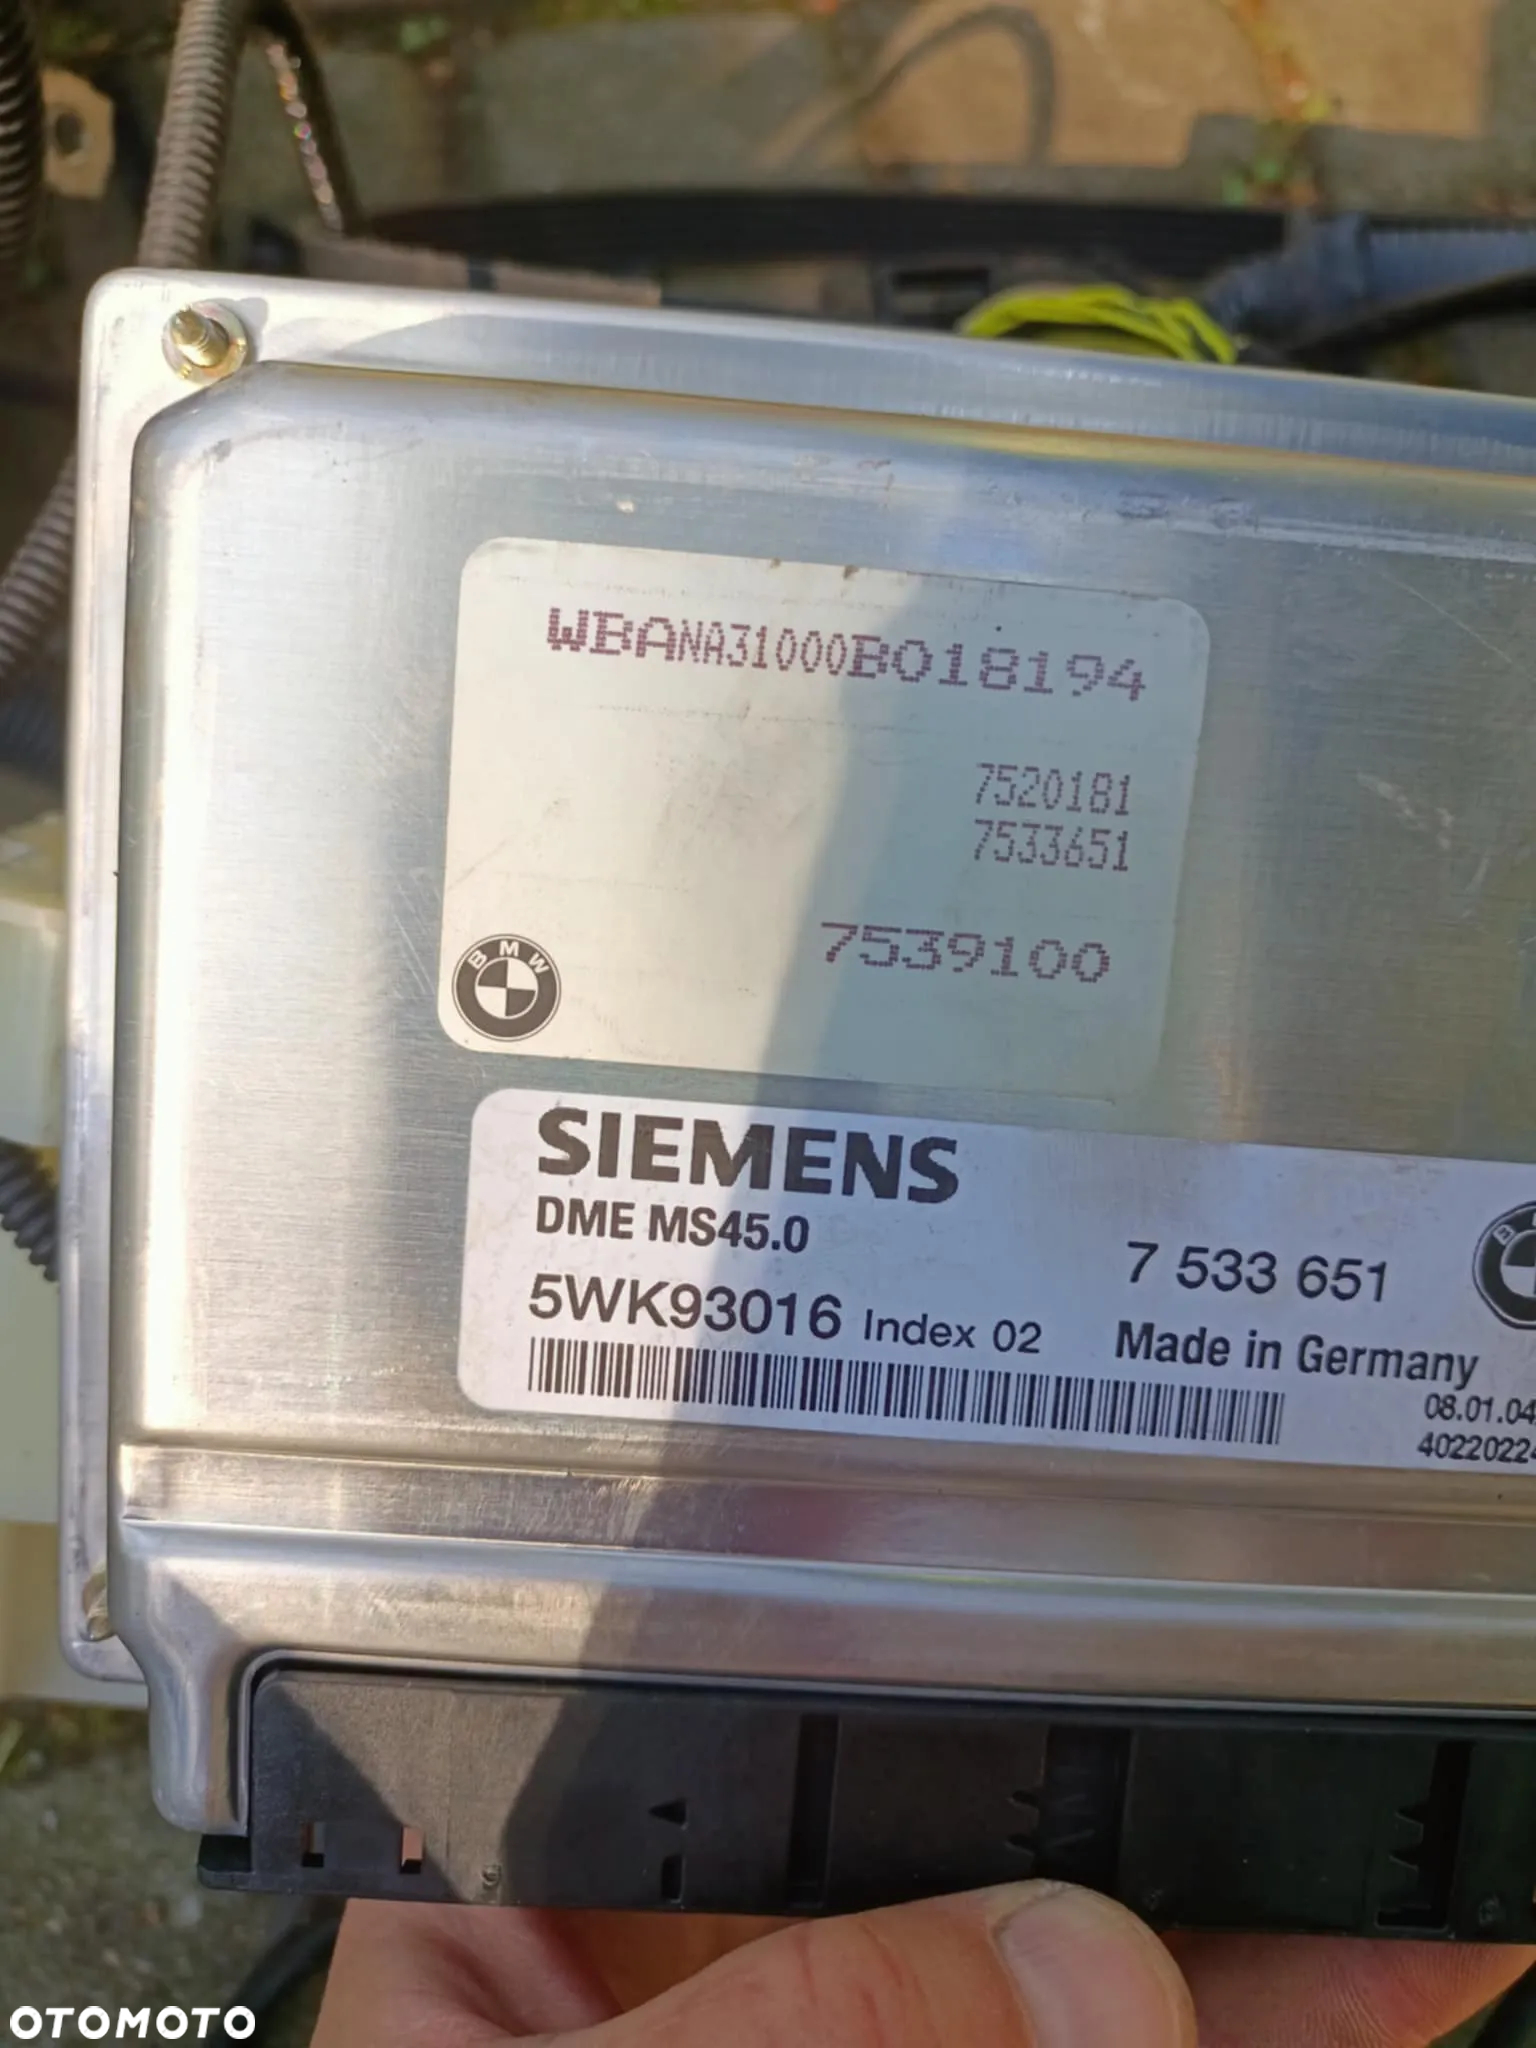 WBANA31000B018194
7520181
7533651
7539100
BMW
SIEMENS
DME MS45.0
7 533 651
5WK93016 Index 02
Made in Germany
08.01.04
40220224
OTOMOTO